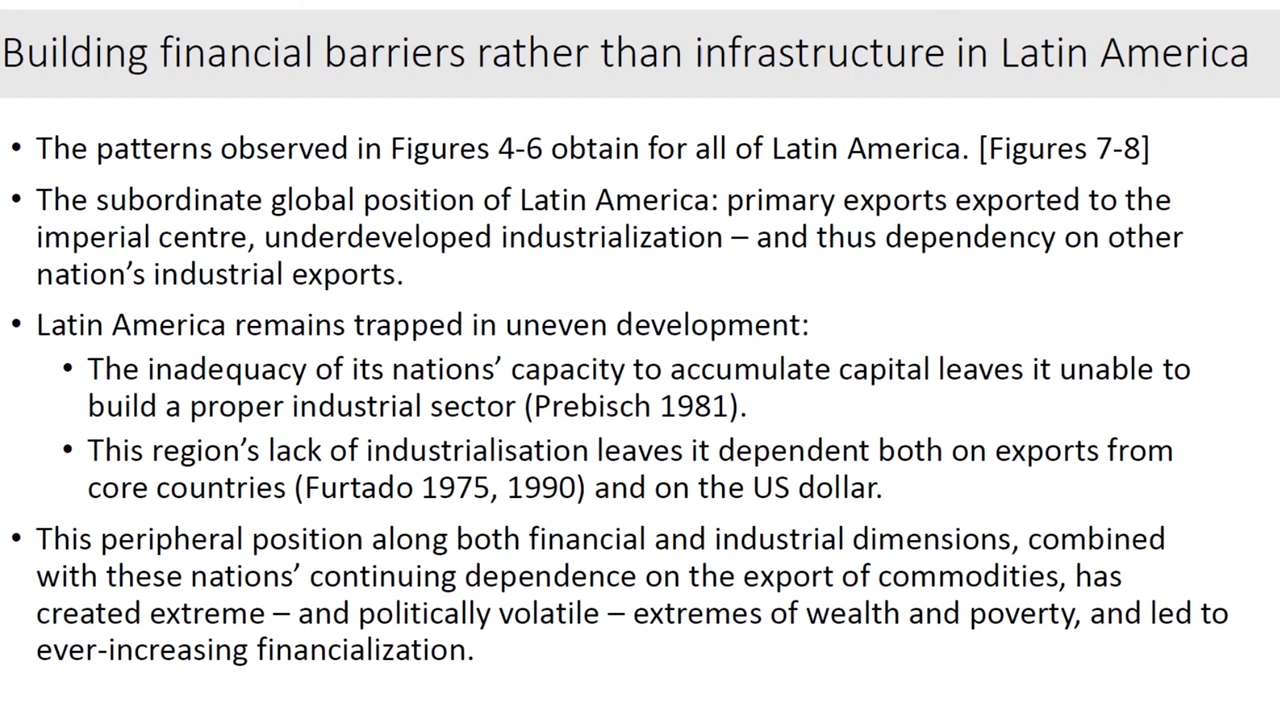 Building financial barriers rather than infrastructure in Latin America
• The patterns observed in Figures 4-6 obtain for all of Latin America. [Figures 7-8]
• The subordinate global position of Latin America: primary exports exported to the
imperial centre, underdeveloped industrialization – and thus dependency on other
nation’s industrial exports.
• Latin America remains trapped in uneven development:
• The inadequacy of its nations’ capacity to accumulate capital leaves it unable to
build a proper industrial sector (Prebisch 1981).
• This region’s lack of industrialisation leaves it dependent both on exports from
core countries (Furtado 1975, 1990) and on the US dollar.
• This peripheral position along both financial and industrial dimensions, combined
with these nations’ continuing dependence on the export of commodities, has
created extreme – and politically volatile – extremes of wealth and poverty, and led to
ever-increasing financialization.